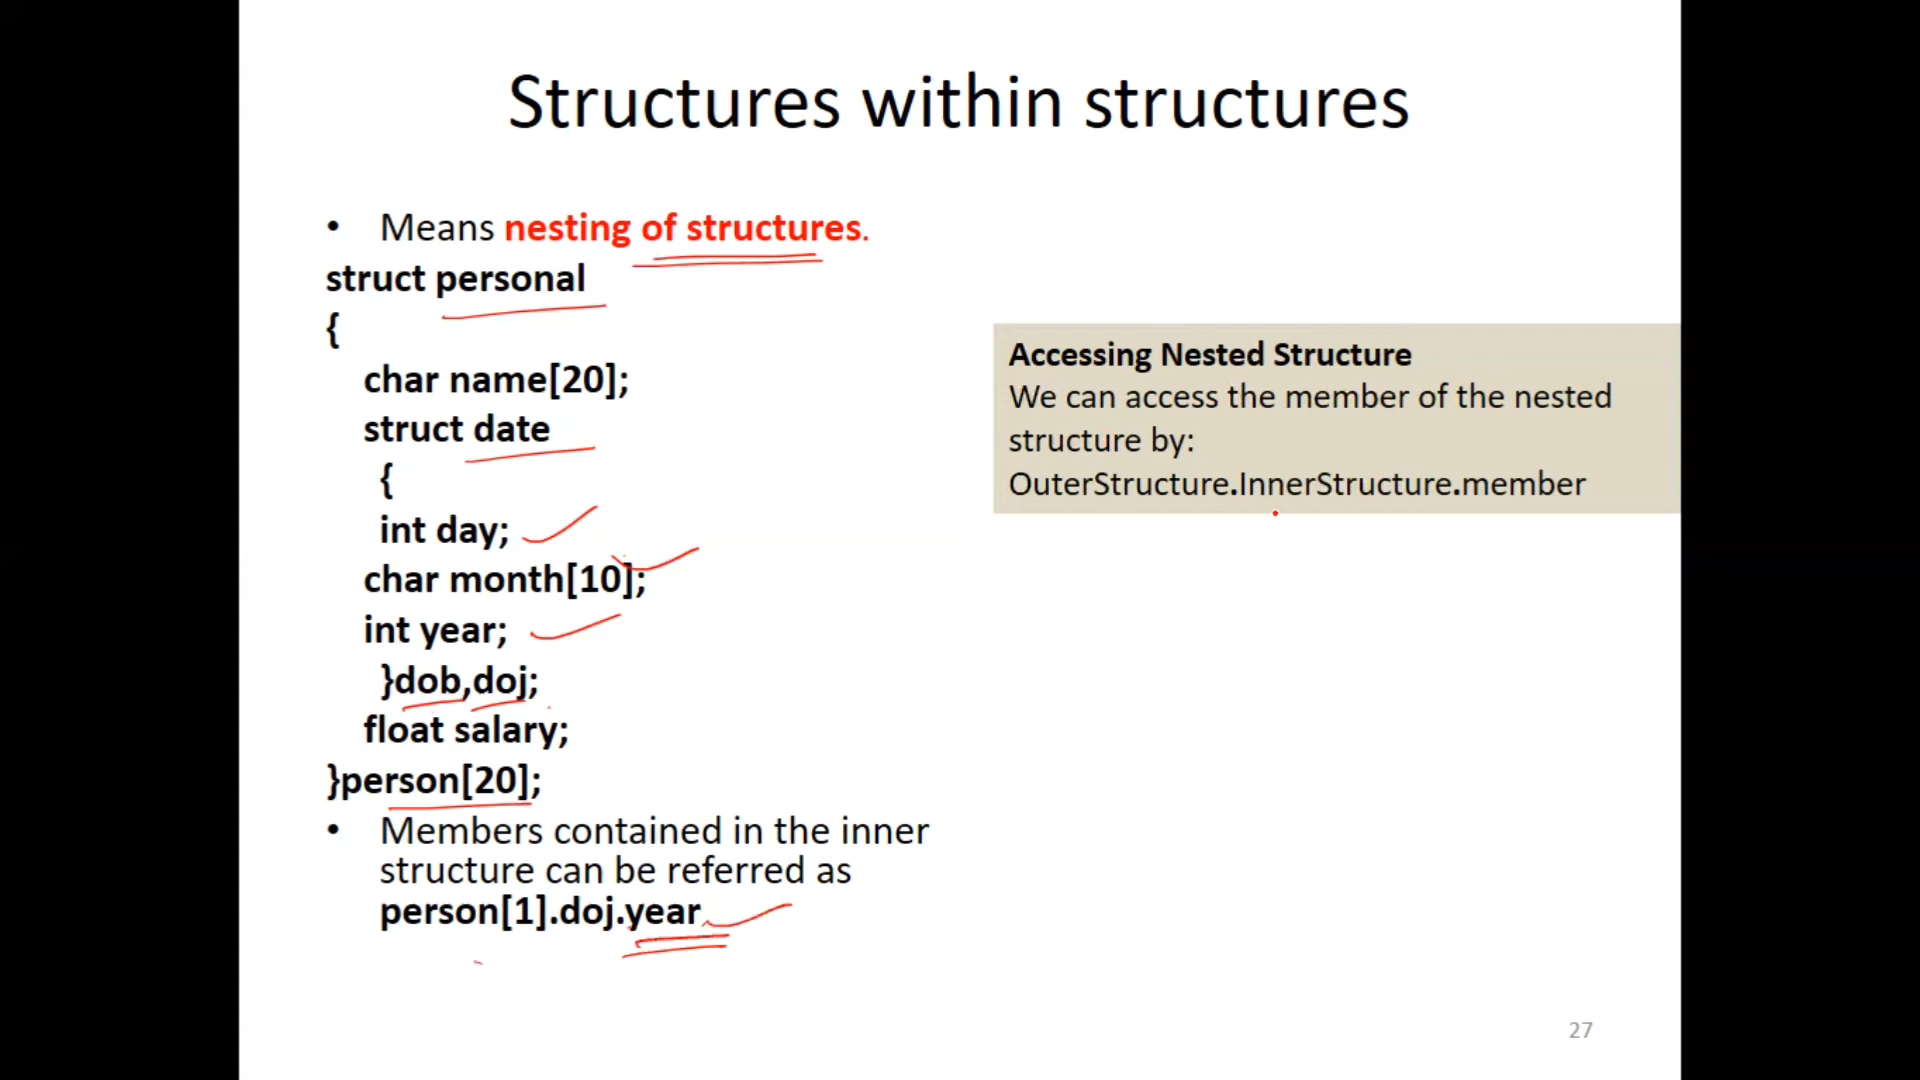 Structures within structures
• Means nesting of structures.
struct personal
{
char name[20];
struct date
{
int day;
char month[10];
int year;
}dob,doj;
float salary;
}person[20];
• Members contained in the inner
structure can be referred as
person[1].doj.year
Accessing Nested Structure
We can access the member of the nested
structure by:
OuterStructure.InnerStructure.member
27